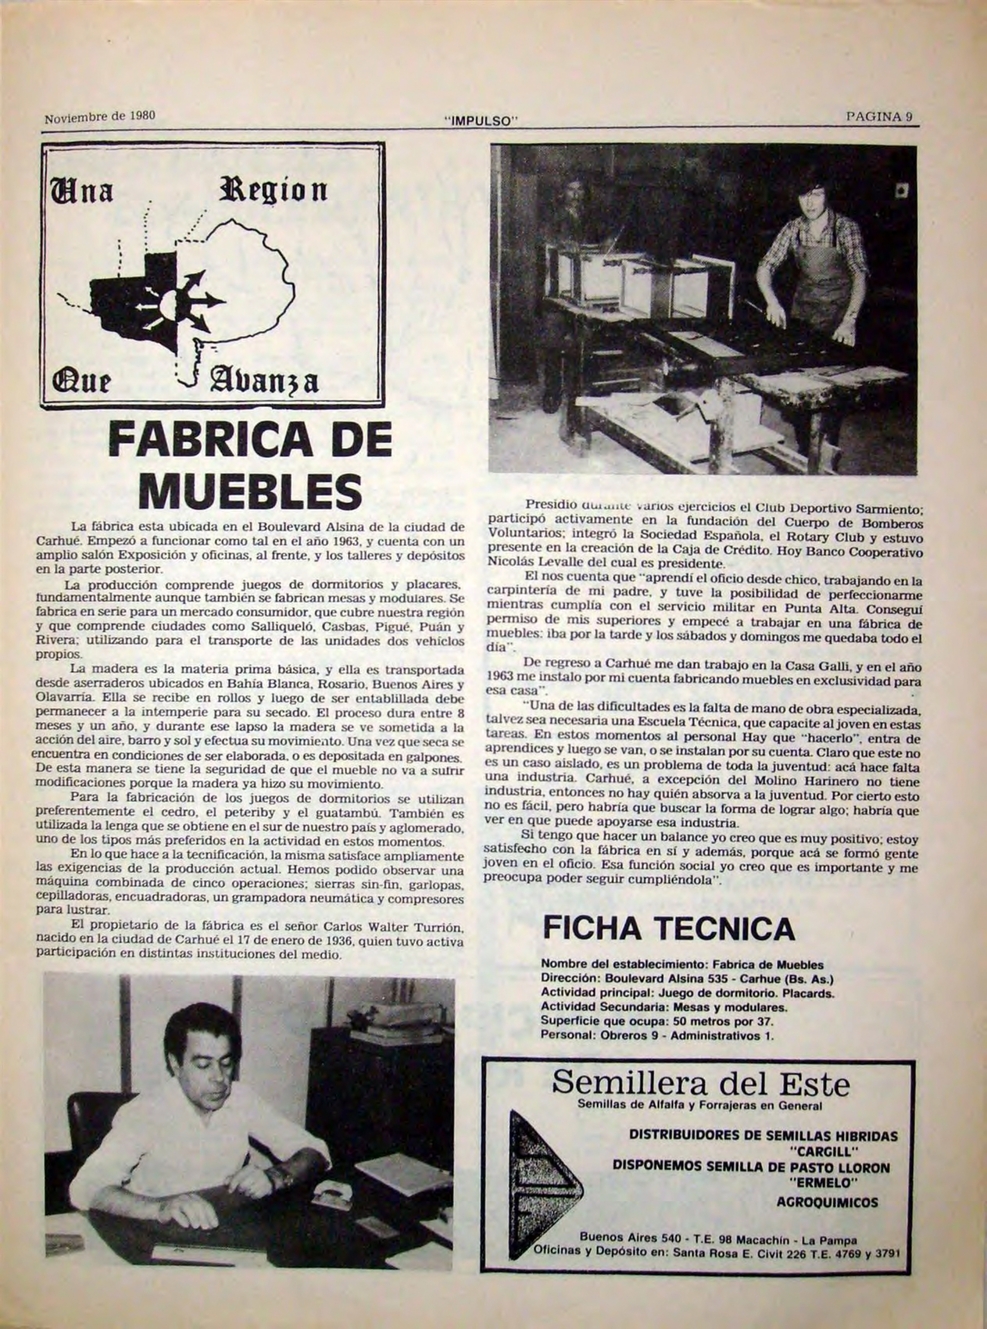 Noviembre de 1980
"IMPULSO"
PAGINA 9
Una Region
Que Avanza
FABRICA DE
MUEBLES
La fábrica esta ubicada en el Boulevard Alsina de la ciudad de
Carhué. Empezó a funcionar como tal en el año 1963, y cuenta con un
amplio salón Exposición y oficinas, al frente, y los talleres y depósitos
en la parte posterior.
La producción comprende juegos de dormitorios y placares,
fundamentalmente aunque también se fabrican mesas y modulares. Se
fabrica en serie para un mercado consumidor, que cubre nuestra región
y que comprende ciudades como Salliqueló, Casbas, Pigué, Puán y
Rivera; utilizando para el transporte de las unidades dos vehíclos
propios.
La madera es la materia prima básica, y ella es transportada
desde aserraderos ubicados en Bahía Blanca, Rosario, Buenos Aires y
Olavarría. Ella se recibe en rollos y luego de ser entablillada debe
permanecer a la intemperie para su secado. El proceso dura entre 8
meses y un año, y durante ese lapso la madera se ve sometida a la
acción del aire, barro y sol y efectua su movimiento. Una vez que seca se
encuentra en condiciones de ser elaborada, o es depositada en galpones.
De esta manera se tiene la seguridad de que el mueble no va a sufrir
modificaciones porque la madera ya hizo su movimiento.
Para la fabricación de los juegos de dormitorios se utilizan
preferentemente el cedro, el peteriby y el guatambú. También es
utilizada la lenga que se obtiene en el sur de nuestro país y aglomerado,
uno de los tipos más preferidos en la actividad en estos momentos.
En lo que hace a la tecnificación, la misma satisface ampliamente
las exigencias de la producción actual. Hemos podido observar una
máquina combinada de cinco operaciones; sierras sin-fin, garlopas,
cepilladoras, encuadradoras, un grampadora neumática y compresores
para lustrar.
El propietario de la fábrica es el señor Carlos Walter Turrión,
nacido en la ciudad de Carhué el 17 de enero de 1936, quien tuvo activa
participación en distintas instituciones del medio.
Presidio varios ejercicios el Club Deportivo Sarmiento;
participó activamente en la fundación del Cuerpo de Bomberos
Voluntarios; integró la Sociedad Española, el Rotary Club y estuvo
presente en la creación de la Caja de Crédito. Hoy Banco Cooperativo
Nicolás Levalle del cual es presidente.
El nos cuenta que "aprendí el oficio desde chico, trabajando en la
carpintería de mi padre, y tuve la posibilidad de perfeccionarme
mientras cumplía con el servicio militar en Punta Alta. Conseguí
permiso de mis superiores y empecé a trabajar en una fábrica de
muebles; iba por la tarde y los sábados y domingos me quedaba todo el
día".
De regreso a Carhué me dan trabajo en la Casa Galli, y en el año
1963 me instalo por mi cuenta fabricando muebles en exclusividad para
esa casa".
"Una de las dificultades es la falta de mano de obra especializada,
talvez sea necesaria una Escuela Técnica, que capacite al joven en estas
tareas. En estos momentos al personal Hay que "hacerlo", entra de
aprendices y luego se van, o se instalan por su cuenta. Claro que este no
es un caso aislado, es un problema de toda la juventud: acá hace falta
una industria. Carhué, a excepción del Molino Harinero no tiene
industria, entonces no hay quién absorva a la juventud. Por cierto esto
no es fácil, pero habría que buscar la forma de lograr algo; habría que
ver en que puede apoyarse esa industria.
Si tengo que hacer un balance yo creo que es muy positivo; estoy
satisfecho con la fábrica en sí y además, porque acá se formó gente
joven en el oficio. Esa función social yo creo que es importante y me
preocupa poder seguir cumpliéndola".
FICHA TECNICA
Nombre del establecimiento: Fabrica de Muebles
Dirección: Boulevard Alsina 535 - Carhue (Bs. As.)
Actividad principal: Juego de dormitorio. Placards.
Actividad Secundaria: Mesas y modulares.
Superficie que ocupa: 50 metros por 37.
Personal: Obreros 9 - Administrativos 1.
Semillera del Este
Semillas de Alfalfa y Forrajeras en General
DISTRIBUIDORES DE SEMILLAS HIBRIDAS
"CARGILL"
DISPONEMOS SEMILLA DE PASTO LLORON
"ERMELO"
AGROQUIMICOS
Buenos Aires 540 - T.E. 98 Macachín - La Pampa
Oficinas y Depósito en: Santa Rosa E. Civit 226 T.E. 4769 y 3791